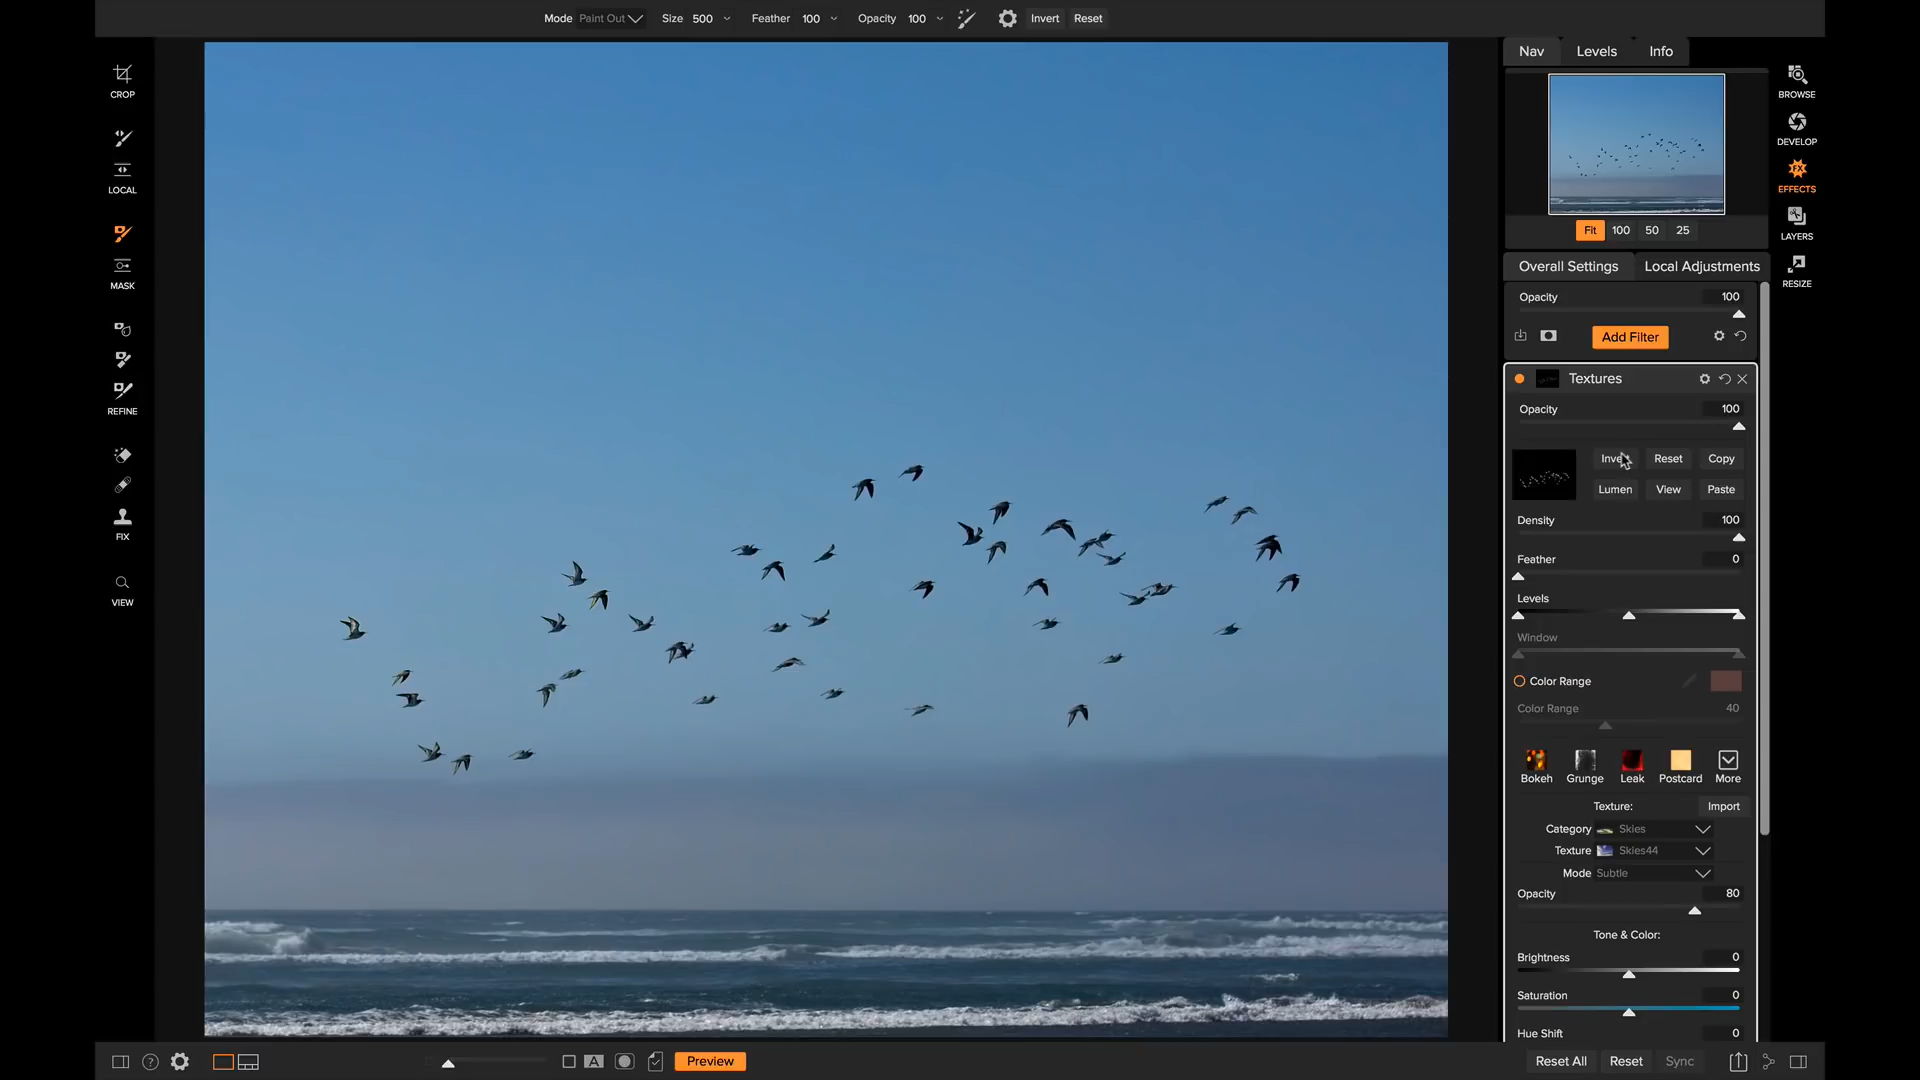 Mode Paint Out Size 500 Feather 100 Opacity 100 Invert Reset
CROP
LOCAL
MASK
REFINE
FIX
VIEW
Nav Levels Info
Fit 100 50 25
BROWSE
DEVELOP
EFFECTS
LAYERS
RESIZE
Overall Settings Local Adjustments
Opacity 100
Add Filter
Textures
Opacity 100
Reset Copy
Lumen View Paste
Density 100
Feather 0
Levels
Window
Color Range
Color Range 40
Bokeh Grunge Leak Postcard More
Texture: Import
Category Skies
Texture Skies44
Mode Subtle
Opacity 80
Tone & Color:
Brightness 0
Saturation 0
Hue Shift 0
? A Preview Reset All Reset Sync